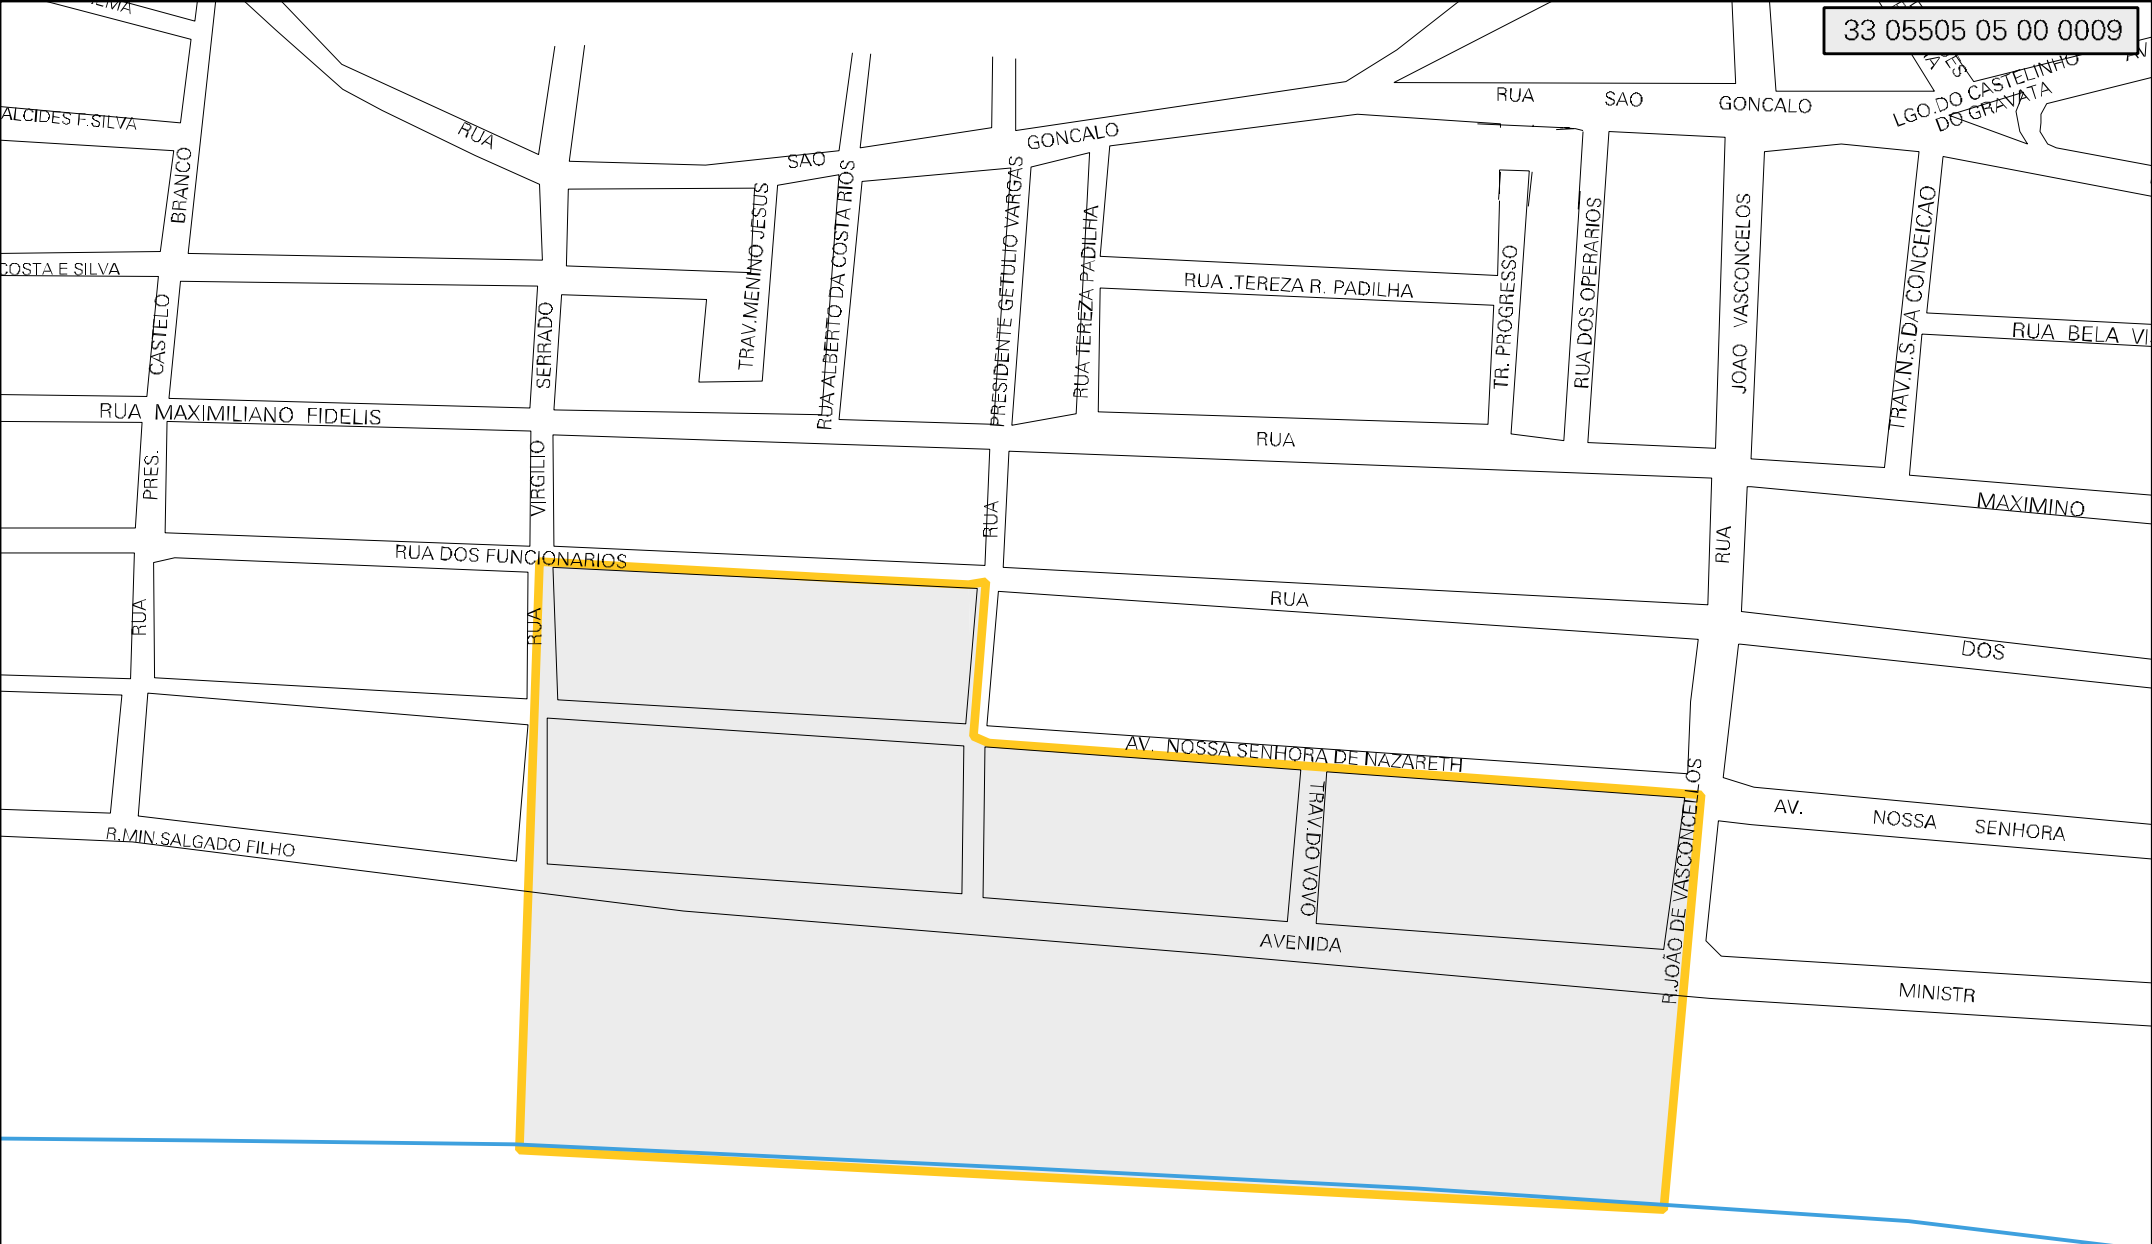 33 05505 05 00 0009
LGO.DO CASTELINHO
DO GRAVATA
RUA SAO GONCALO
ALCIDES F.SILVA
RUA
SAO
GONCALO
BRANCO
COSTA E SILVA
TRAV.MENINO JESUS
RUA ALBERTO DA COSTA RIOS
PRESIDENTE GETULIO VARGAS
RUA TEREZA PADILHA
RUA .TEREZA R. PADILHA
TR. PROGRESSO
RUA DOS OPERARIOS
JOAO VASCONCELOS
TRAV.N.S.DA CONCEICAO
RUA BELA VI
CASTELO
SERRADO
RUA MAXIMILIANO FIDELIS
RUA
MAXIMINO
PRES.
VIRGILIO
RUA
RUA
RUA DOS FUNCIONARIOS
RUA
RUA
RUA
DOS
AV. NOSSA SENHORA DE NAZARETH
TRAV.DO VOVO
R.JOÃO DE VASCONCELLOS
AV. NOSSA SENHORA
R.MIN.SALGADO FILHO
AVENIDA
MINISTR